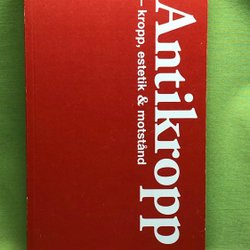 Antikropp
– kropp, estetik & motstånd